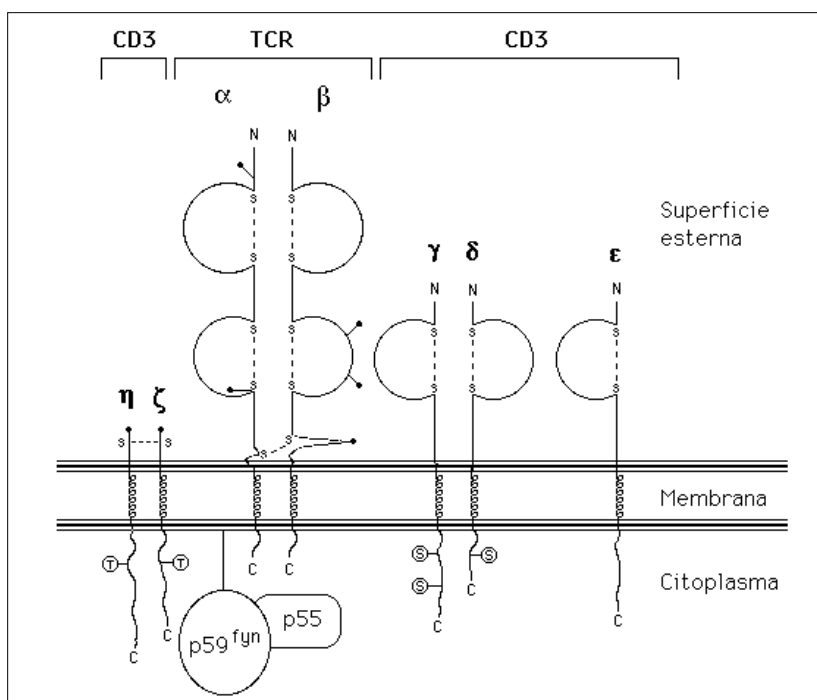 CD3 TCR CD3
α β
N N
S S
Superficie
esterna
S S
γ δ ε
N N N
S S S S S
η ζ
S S S S S
S S
S
S
Membrana
T T
C C
S S
Citoplasma
S
C
p55
C
C
p59 fyn
C
C